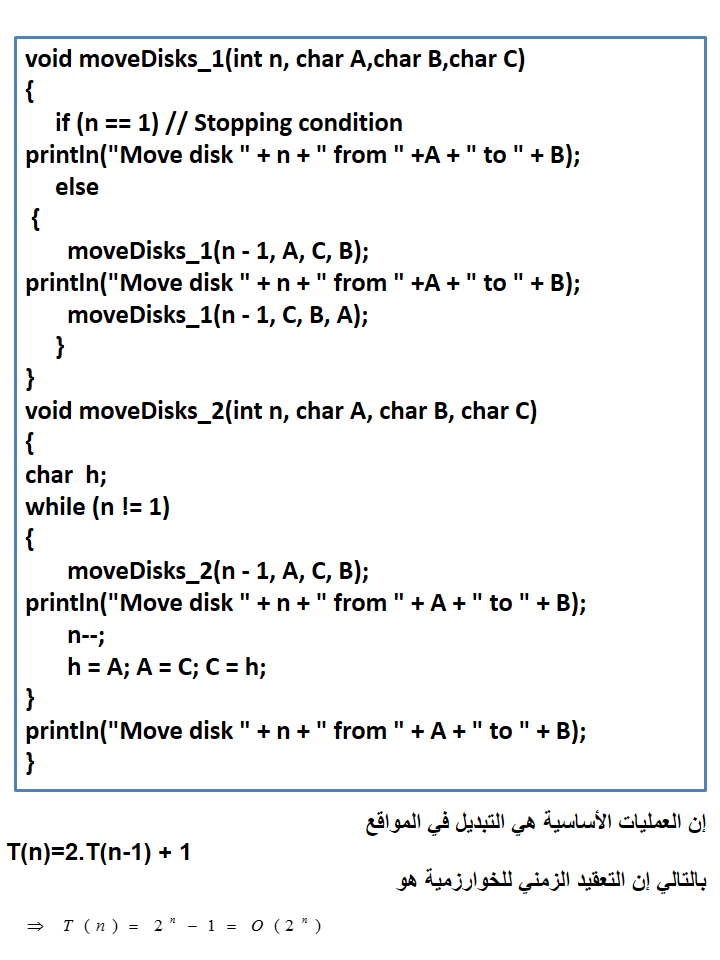 void moveDisks_1(int n, char A,char B,char C)
{
if (n == 1) // Stopping condition
println("Move disk " + n + " from " +A + " to " + B);
else
{
moveDisks_1(n - 1, A, C, B);
println("Move disk " + n + " from " +A + " to " + B);
moveDisks_1(n - 1, C, B, A);
}
}
void moveDisks_2(int n, char A, char B, char C)
{
char h;
while (n != 1)
{
moveDisks_2(n - 1, A, C, B);
println("Move disk " + n + " from " + A + " to " + B);
n--;
h = A; A = C; C = h;
}
println("Move disk " + n + " from " + A + " to " + B);
}
إن العمليات الأساسية هي التبديل في المواقع
T(n)=2.T(n-1) + 1
بالتالي إن التعقيد الزمني للخوارزمية هو
⇒ T ( n ) = 2ⁿ − 1 = O ( 2ⁿ )